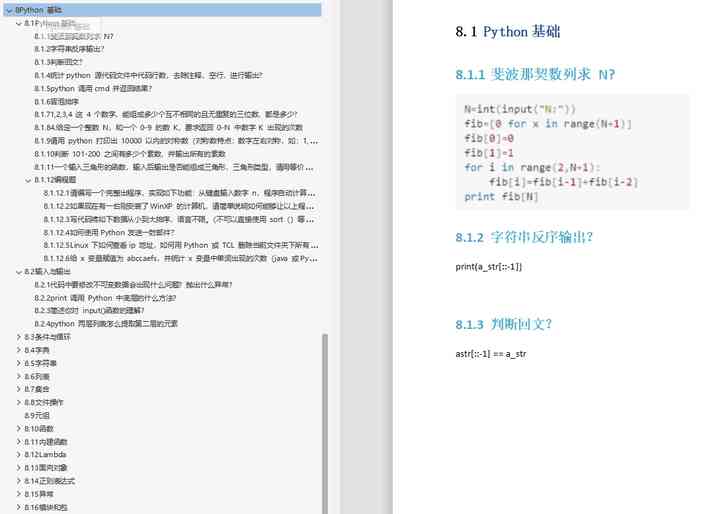 8Python 基础
8.1Python 基础
8.1.1斐波那契数列求 N?
8.1.2字符串反序输出?
8.1.3判断回文?
8.1.4统计python 源代码文件中代码行数,去除注释,空行,进行输出?
8.1.5python 调用 cmd 并返回结果?
8.1.6冒泡排序
8.1.71,2,3,4 这 4 个数字,能组成多少个互不相同的且无重复的三位数,都是多少?
8.1.84.给定一个整数 N,和一个 0-9 的数 K,要求返回 0-N 中数字 K 出现的次数
8.1.9请用 python 打印出 10000 以内的对称数(对称数特点:数字左右对称,如:1,...
8.1.10判断 101-200 之间有多少个素数,并输出所有的素数
8.1.11一个输入三角形的函数,输入后输出是否能组成三角形,三角形类型,请用等价...
8.1.12编程题
8.1.12.1请编写一个完整出程序,实现如下功能:从键盘输入数字 n,程序自动计算...
8.1.12.2如果现在有一台刚安装了WinXP 的计算机,请简单说明如何能够让以上程...
8.1.12.3写代码将如下数据从小到大排序,语言不限。(不可以直接使用 sort()等...
8.1.12.4如何使用 Python 发送一封邮件?
8.1.12.5Linux 下如何查看 ip 地址,如何用 Python 或 TCL 删除当前文件夹下所有...
8.1.12.6给 x 变量赋值为 abccaefs,并统计 x 变量中单词出现的次数(java 或 Py...
8.2输入与输出
8.2.1代码中要修改不可变数据会出现什么问题? 抛出什么异常?
8.2.2print 调用 Python 中底层的什么方法?
8.2.3简述你对 input()函数的理解?
8.2.4python 两层列表怎么提取第二层的元素
8.3条件与循环
8.4字典
8.5字符串
8.6列表
8.7集合
8.8文件操作
8.9元组
8.10函数
8.11内建函数
8.12Lambda
8.13面向对象
8.14正则表达式
8.15异常
8.16模块和包
8.1 Python 基础
8.1.1 斐波那契数列求 N?
N=int(input("N:"))
fib=[0 for x in range(N+1)]
fib[0]=0
fib[1]=1
for i in range(2,N+1):
fib[i]=fib[i-1]+fib[i-2]
print fib[N]
8.1.2 字符串反序输出?
print(a_str[::-1])
8.1.3 判断回文?
astr[::-1] == a_str